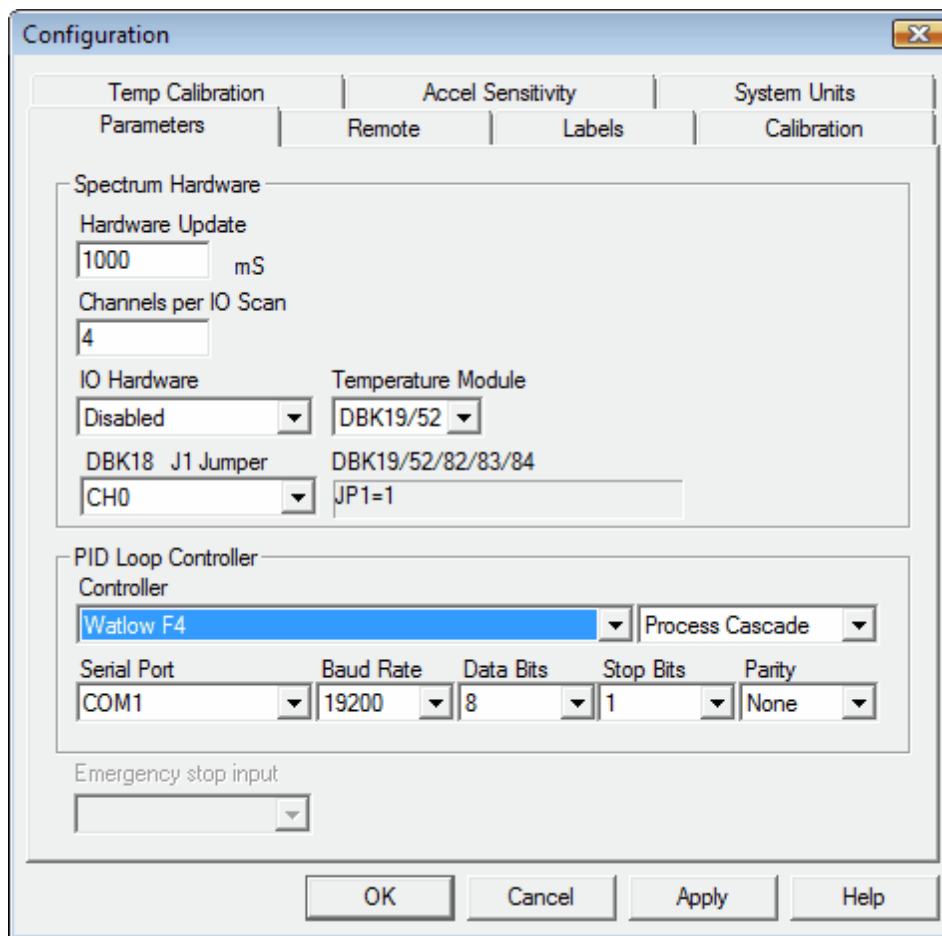 Configuration
Temp Calibration Accel Sensitivity System Units
Parameters Remote Labels Calibration
Spectrum Hardware
Hardware Update
1000 mS
Channels per IO Scan
4
IO Hardware Temperature Module
Disabled DBK19/52
DBK18 J1 Jumper DBK19/52/82/83/84
CH0 JP1=1
PID Loop Controller
Controller
Watlow F4 Process Cascade
Serial Port Baud Rate Data Bits Stop Bits Parity
COM1 19200 8 1 None
Emergency stop input
OK Cancel Apply Help